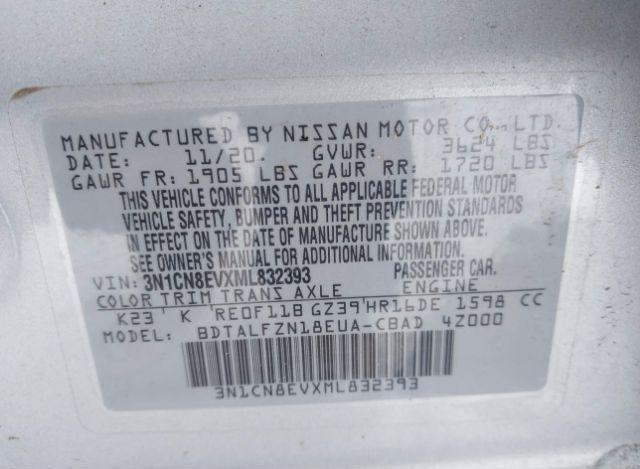 MANUFACTURED BY NISSAN MOTOR CO., LTD.
DATE: 11/20. GVWR: 3624 LBS
GAWR FR: 1905 LBS GAWR RR: 1720 LBS
THIS VEHICLE CONFORMS TO ALL APPLICABLE FEDERAL MOTOR
VEHICLE SAFETY, BUMPER AND THEFT PREVENTION STANDARDS
IN EFFECT ON THE DATE OF MANUFACTURE SHOWN ABOVE.
SEE OWNER'S MANUAL FOR ADDITIONAL INFORMATION.
VIN: 3N1CN8EVXML832393 PASSENGER CAR.
COLOR TRIM TRANS AXLE ENGINE
K23 K RE0F11B GZ39 HR16DE 1598 CC
MODEL: BDTALFZN18EUA-CBAD 4Z000
3N1CN8EVXML832393